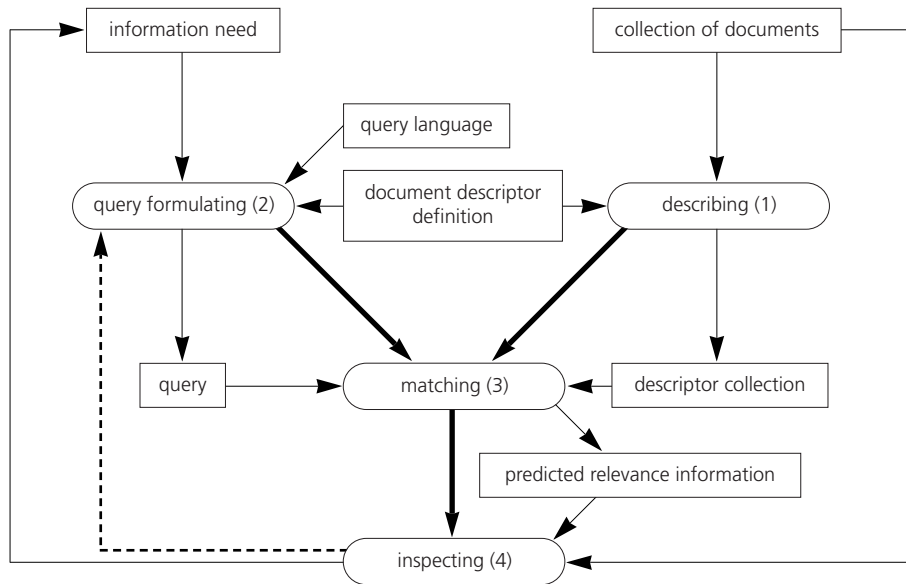 information need
collection of documents
query language
query formulating (2)
document descriptor
definition
describing (1)
query
matching (3)
descriptor collection
predicted relevance information
inspecting (4)